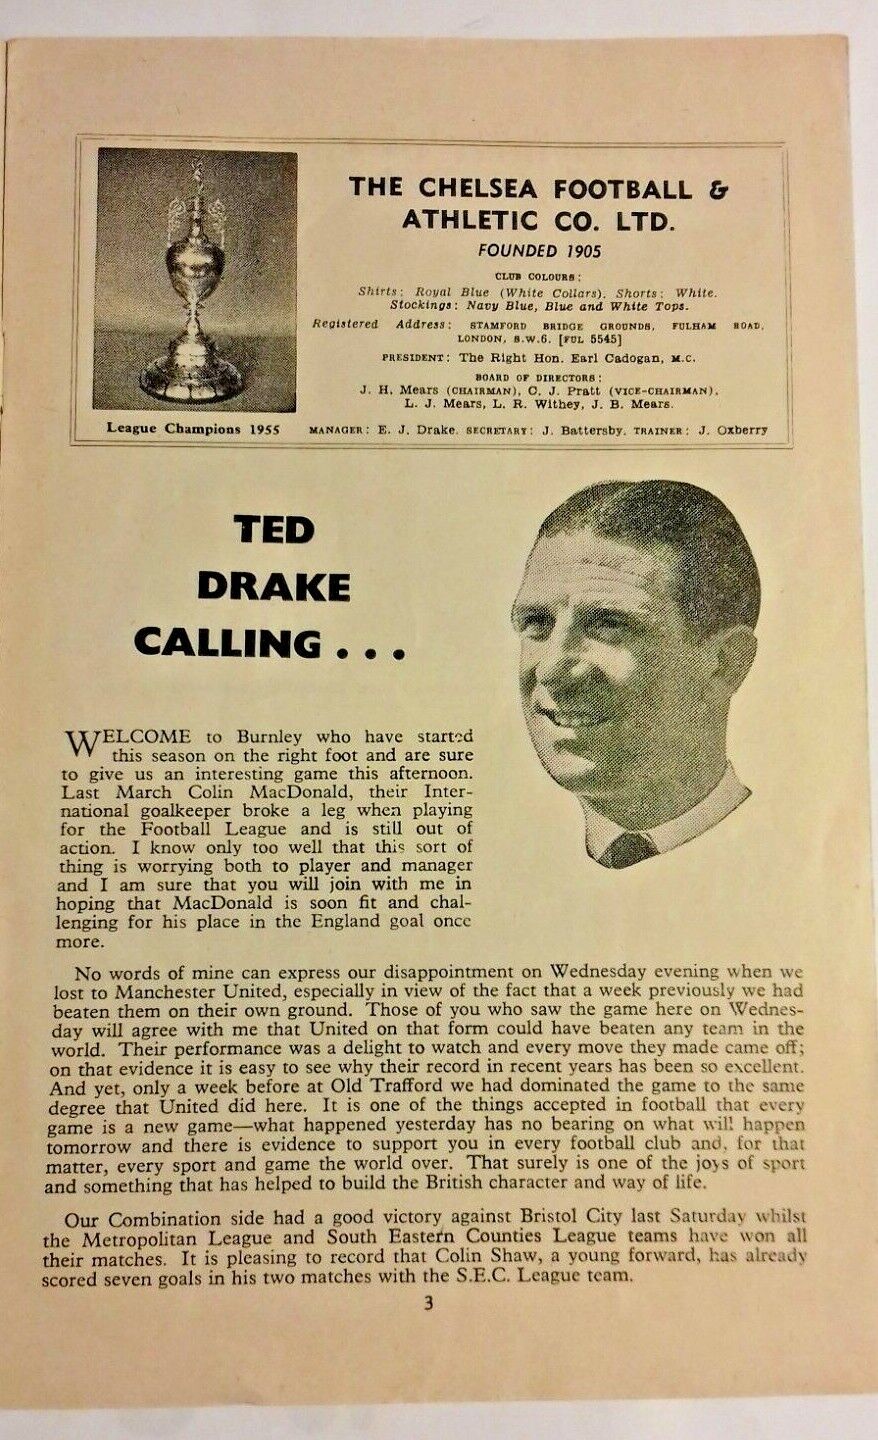 THE CHELSEA FOOTBALL &
ATHLETIC CO. LTD.
FOUNDED 1905
CLUB COLOURS:
Shirts: Royal Blue (White Collars). Shorts: White.
Stockings: Navy Blue, Blue and White Tops.
Registered Address: STAMFORD BRIDGE GROUNDS, FULHAM ROAD,
LONDON, S.W.6. [FUL 5545]
PRESIDENT: The Right Hon. Earl Cadogan, M.C.
BOARD OF DIRECTORS:
J. H. Mears (CHAIRMAN), C. J. Pratt (VICE-CHAIRMAN),
L. J. Mears, L. R. Withey, J. B. Mears.
League Champions 1955
MANAGER: E. J. Drake. SECRETARY: J. Battersby. TRAINER: J. Oxberry
TED
DRAKE
CALLING . . .
WELCOME to Burnley who have started
this season on the right foot and are sure
to give us an interesting game this afternoon.
Last March Colin MacDonald, their Inter-
national goalkeeper broke a leg when playing
for the Football League and is still out of
action. I know only too well that this sort of
thing is worrying both to player and manager
and I am sure that you will join with me in
hoping that MacDonald is soon fit and chal-
lenging for his place in the England goal once
more.
No words of mine can express our disappointment on Wednesday evening when we
lost to Manchester United, especially in view of the fact that a week previously we had
beaten them on their own ground. Those of you who saw the game here on Wednes-
day will agree with me that United on that form could have beaten any team in the
world. Their performance was a delight to watch and every move they made came off;
on that evidence it is easy to see why their record in recent years has been so excellent.
And yet, only a week before at Old Trafford we had dominated the game to the same
degree that United did here. It is one of the things accepted in football that every
game is a new game—what happened yesterday has no bearing on what will happen
tomorrow and there is evidence to support you in every football club and, for that
matter, every sport and game the world over. That surely is one of the joys of sport
and something that has helped to build the British character and way of life.
Our Combination side had a good victory against Bristol City last Saturday whilst
the Metropolitan League and South Eastern Counties League teams have won all
their matches. It is pleasing to record that Colin Shaw, a young forward, has already
scored seven goals in his two matches with the S.E.C. League team.
3